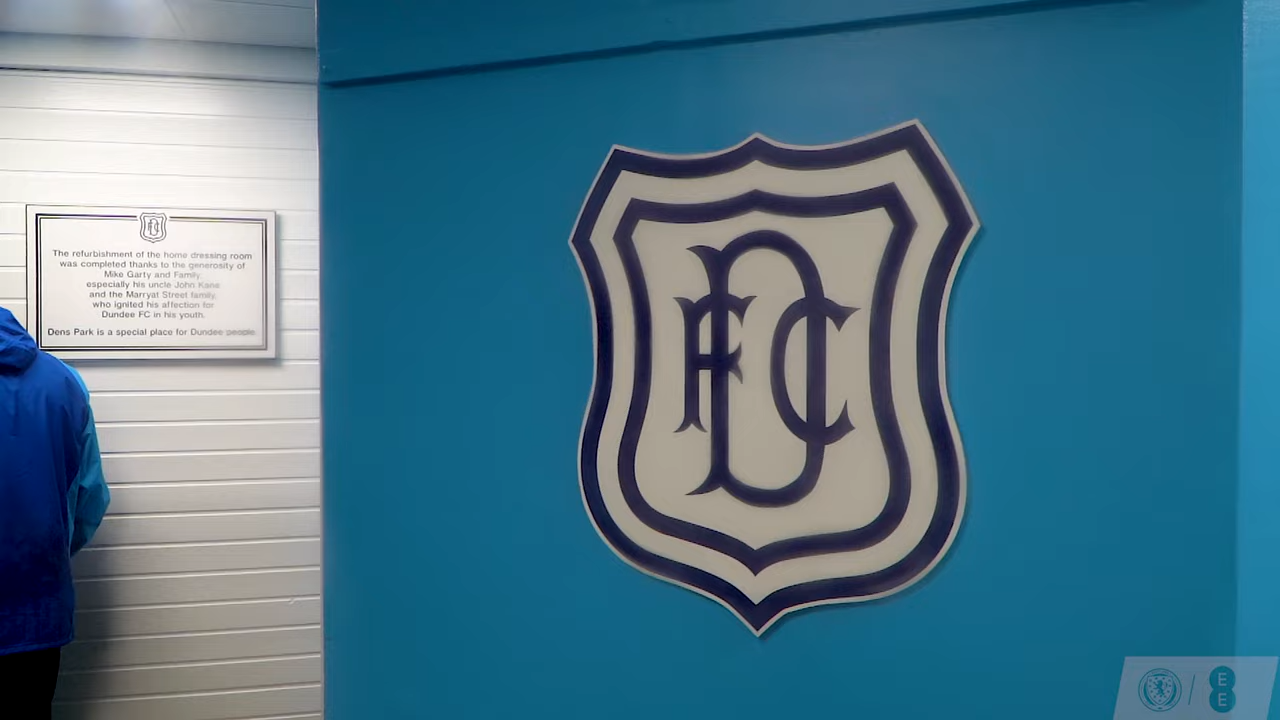 The refurbishment of the home dressing room
was completed thanks to the generosity of
Mike Garty and Family,
especially his uncle John Kane
and the Marryat Street family,
who ignited his affection for
Dundee FC in his youth.
Dens Park is a special place for Dundee people.
DFC
EE